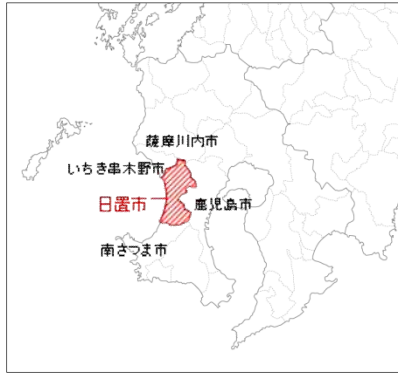 薩摩川内市
いちき串木野市
日置市
鹿児島市
南さつま市